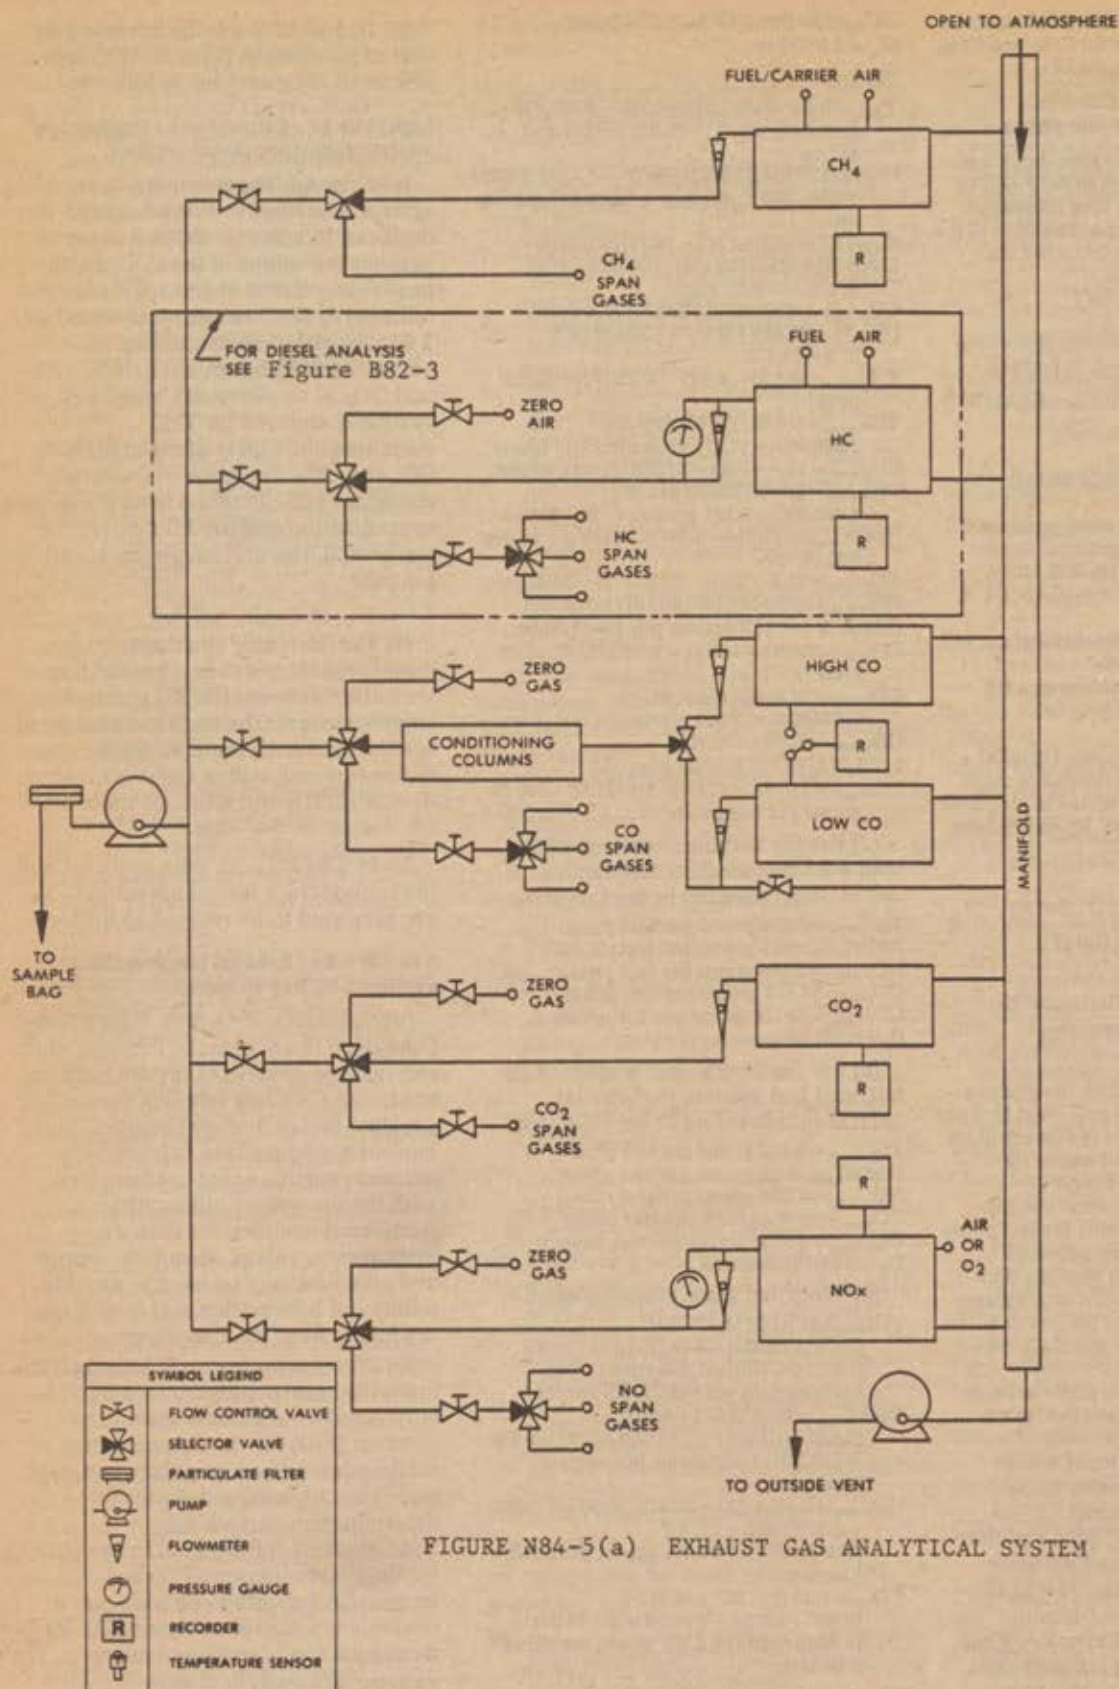 OPEN TO ATMOSPHERE
FUEL/CARRIER AIR
CH4
R
CH4
SPAN
GASES
FOR DIESEL ANALYSIS
SEE Figure B82-3
FUEL AIR
ZERO
AIR
HC
R
HC
SPAN
GASES
ZERO
GAS
HIGH CO
CONDITIONING
COLUMNS
R
LOW CO
CO
SPAN
GASES
MANIFOLD
TO
SAMPLE
BAG
ZERO
GAS
CO2
R
CO2
SPAN
GASES
R
ZERO
GAS
AIR
OR
O2
NOx
NO
SPAN
GASES
TO OUTSIDE VENT
SYMBOL LEGEND
FLOW CONTROL VALVE
SELECTOR VALVE
PARTICULATE FILTER
PUMP
FLOWMETER
PRESSURE GAUGE
R RECORDER
TEMPERATURE SENSOR
FIGURE N84-5(a) EXHAUST GAS ANALYTICAL SYSTEM